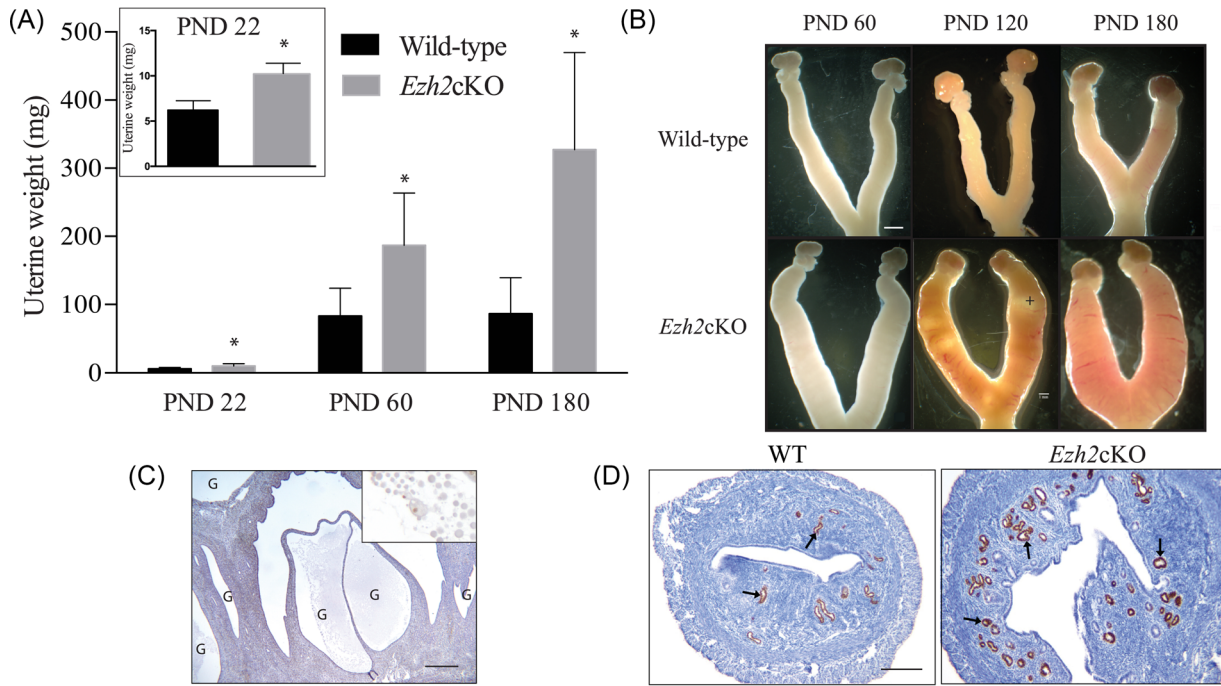 (A)
PND 22
Uterine weight (mg)
15
10
5
0
*
Wild-type
Ezh2cKO
Uterine weight (mg)
500
400
300
200
100
0
*
*
*
PND 22
PND 60
PND 180
(B)
PND 60
PND 120
PND 180
Wild-type
Ezh2cKO
+
(C)
G
G
G
G
G
G
(D)
WT
Ezh2cKO